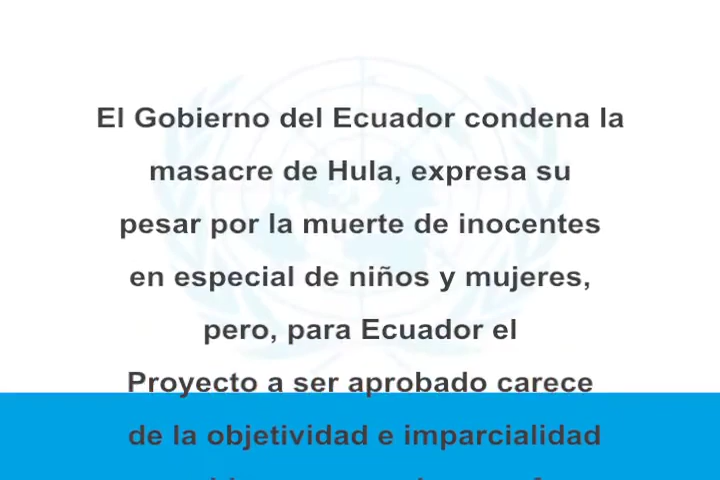 El Gobierno del Ecuador condena la
masacre de Hula, expresa su
pesar por la muerte de inocentes
en especial de niños y mujeres,
pero, para Ecuador el
Proyecto a ser aprobado carece
de la objetividad e imparcialidad